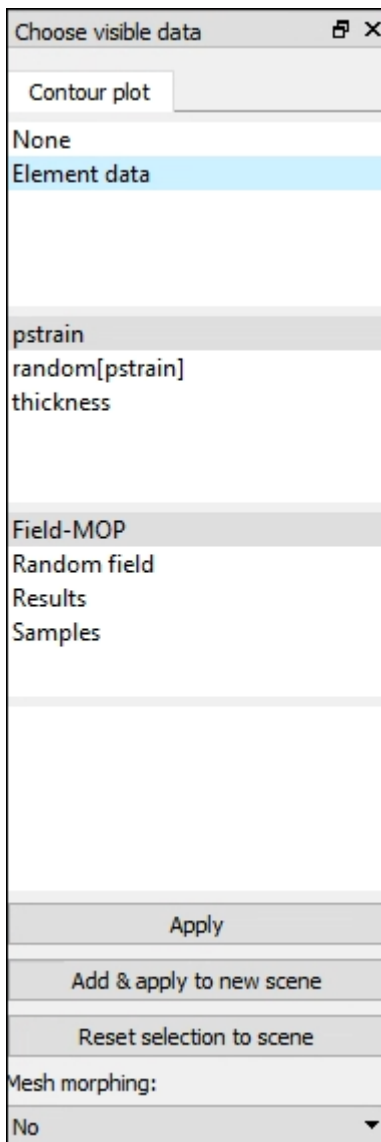 Choose visible data
Contour plot
None
Element data
pstrain
random[pstrain]
thickness
Field-MOP
Random field
Results
Samples
Apply
Add & apply to new scene
Reset selection to scene
Mesh morphing:
No